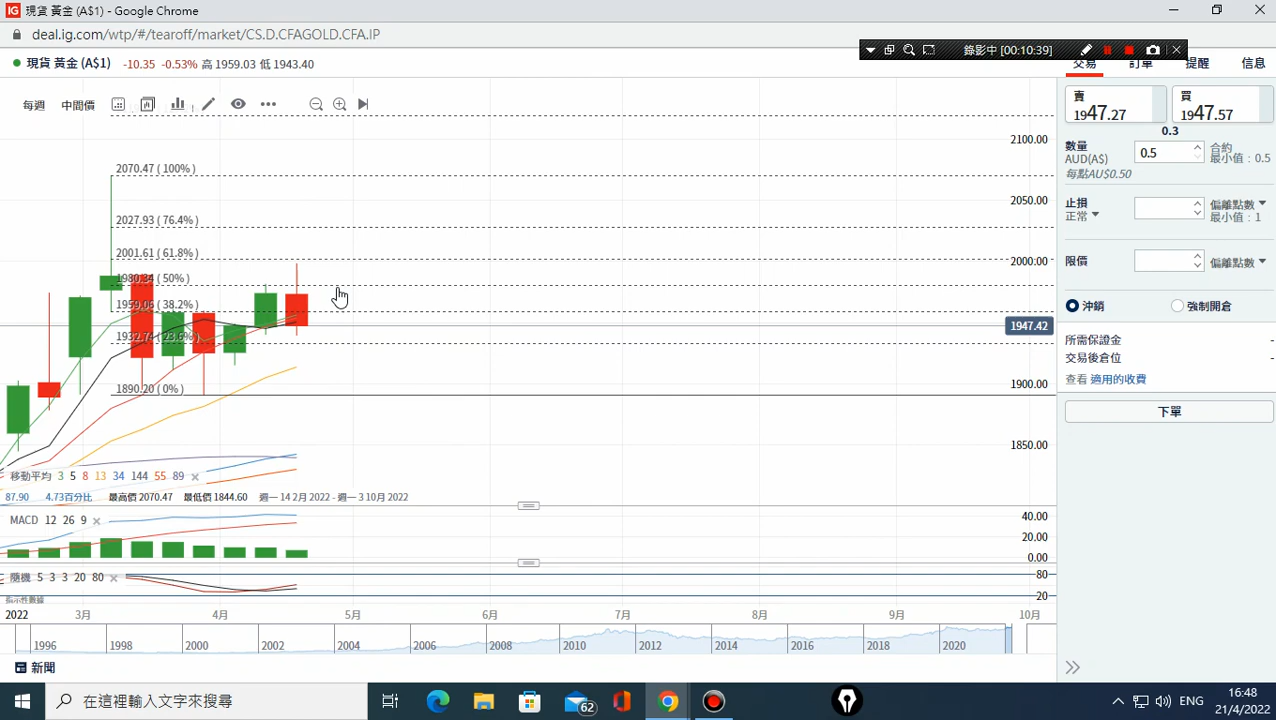 現貨 黃金 (A$1) - Google Chrome
deal.ig.com/wtp/#/tearoff/market/CS.D.CFAGOLD.CFA.IP
錄影中 [00:10:39]
現貨 黃金 (A$1) -10.35 -0.53% 高 1959.03 低 1943.40
交易 訂單 提醒 信息
每週 中間價
賣 1947.27
買 1947.57
0.3
數量
AUD(A$)
每點AU$0.50
0.5
合約
最小值：0.5
止損
正常
偏離點數
最小值：1
限價
偏離點數
沖銷 強制開倉
所需保證金 -
交易後倉位 -
查看 適用的收費
下單
2100.00
2070.47 (100%)
2050.00
2027.93 (76.4%)
2001.61 (61.8%)
2000.00
1980.34 (50%)
1959.06 (38.2%)
1947.42
1932.74 (23.6%)
1890.20 (0%)
1900.00
1850.00
移動平均 3 5 8 13 34 144 55 89
87.90 4.73百分比 最高價 2070.47 最低價 1844.60 週一 14 2月 2022 - 週一 3 10月 2022
MACD 12 26 9
40.00
20.00
0.00
隨機 5 3 3 20 80
80
20
指示性數據
2022 3月 4月 5月 6月 7月 8月 9月 10月
1996 1998 2000 2002 2004 2006 2008 2010 2012 2014 2016 2018 2020
新聞
在這裡輸入文字來搜尋
62
ENG
16:48
21/4/2022